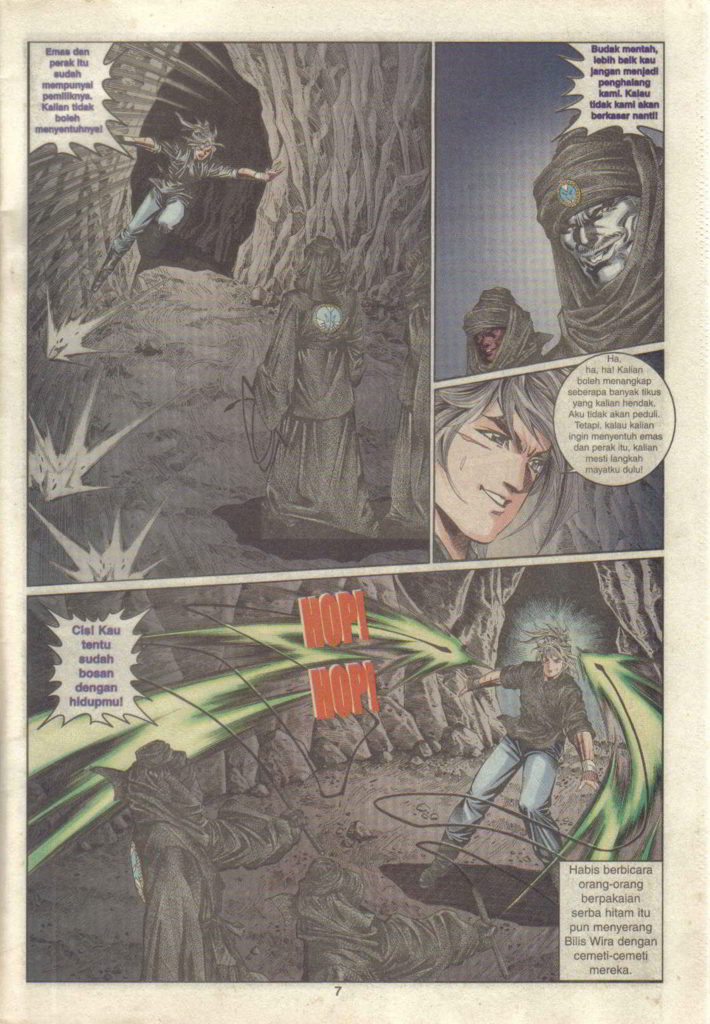 Emas dan
perak itu
sudah
mempunyai
pemiliknya.
Kalian tidak
boleh
menyentuhnya!
Budak mentah,
lebih baik kau
jangan menjadi
penghalang
kami. Kalau
tidak kami akan
berkasar nanti!
Ha,
ha, ha! Kalian
boleh menangkap
seberapa banyak tikus
yang kalian hendak.
Aku tidak akan peduli.
Tetapi, kalau kalian
ingin menyentuh emas
dan perak itu, kalian
mesti langkah
mayatku dulu!
Cis! Kau
tentu
sudah
bosan
dengan
hidupmu!
HOP!
HOP!
Habis berbicara
orang-orang
berpakaian
serba hitam itu
pun menyerang
Bilis Wira dengan
cemeti-cemeti
mereka.
7